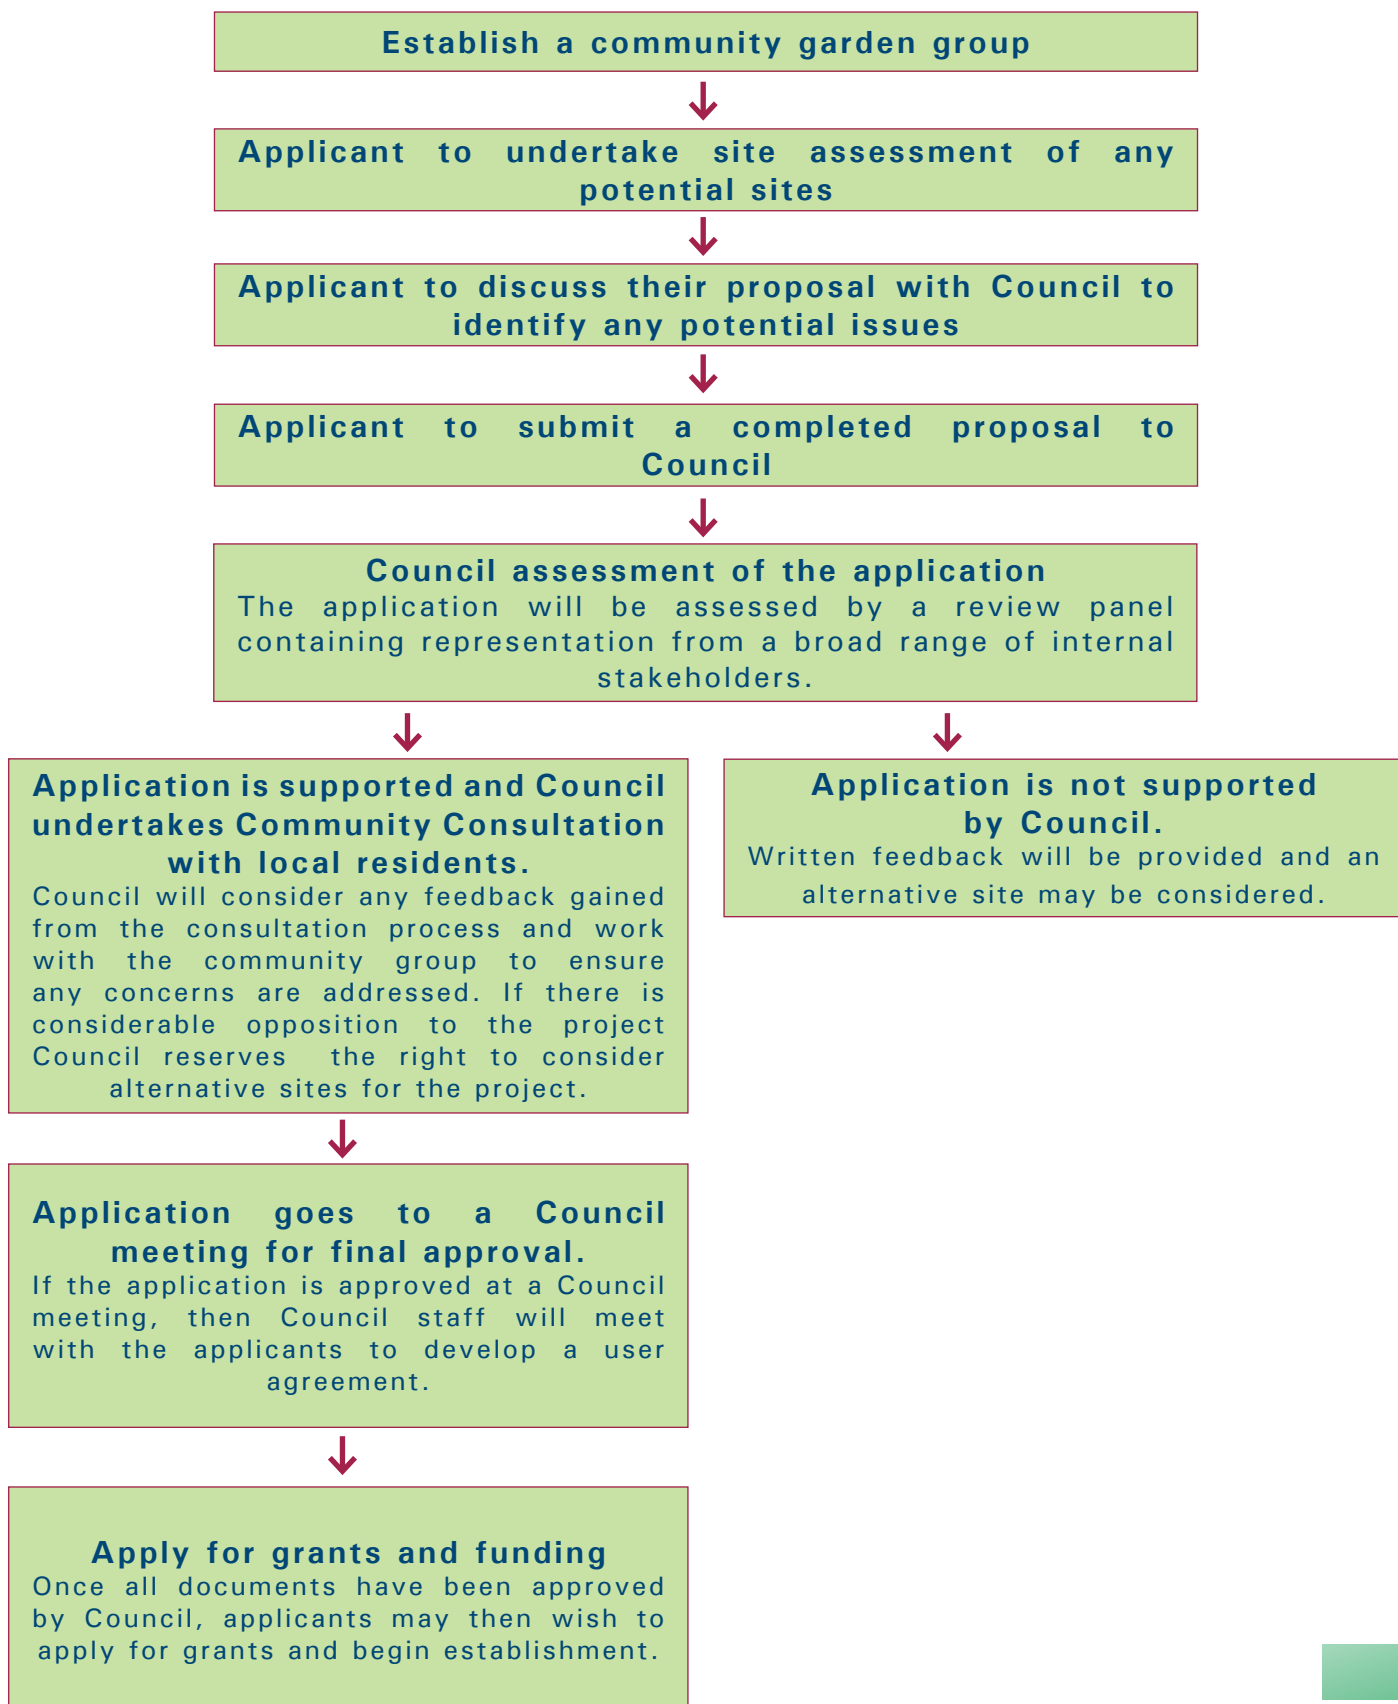 Establish a community garden group
Applicant to undertake site assessment of any
potential sites
Applicant to discuss their proposal with Council to
identify any potential issues
Applicant to submit a completed proposal to
Council
Council assessment of the application
The application will be assessed by a review panel
containing representation from a broad range of internal
stakeholders.
Application is supported and Council
undertakes Community Consultation
with local residents.
Council will consider any feedback gained
from the consultation process and work
with the community group to ensure
any concerns are addressed. If there is
considerable opposition to the project
Council reserves the right to consider
alternative sites for the project.
Application is not supported
by Council.
Written feedback will be provided and an
alternative site may be considered.
Application goes to a Council
meeting for final approval.
If the application is approved at a Council
meeting, then Council staff will meet
with the applicants to develop a user
agreement.
Apply for grants and funding
Once all documents have been approved
by Council, applicants may then wish to
apply for grants and begin establishment.